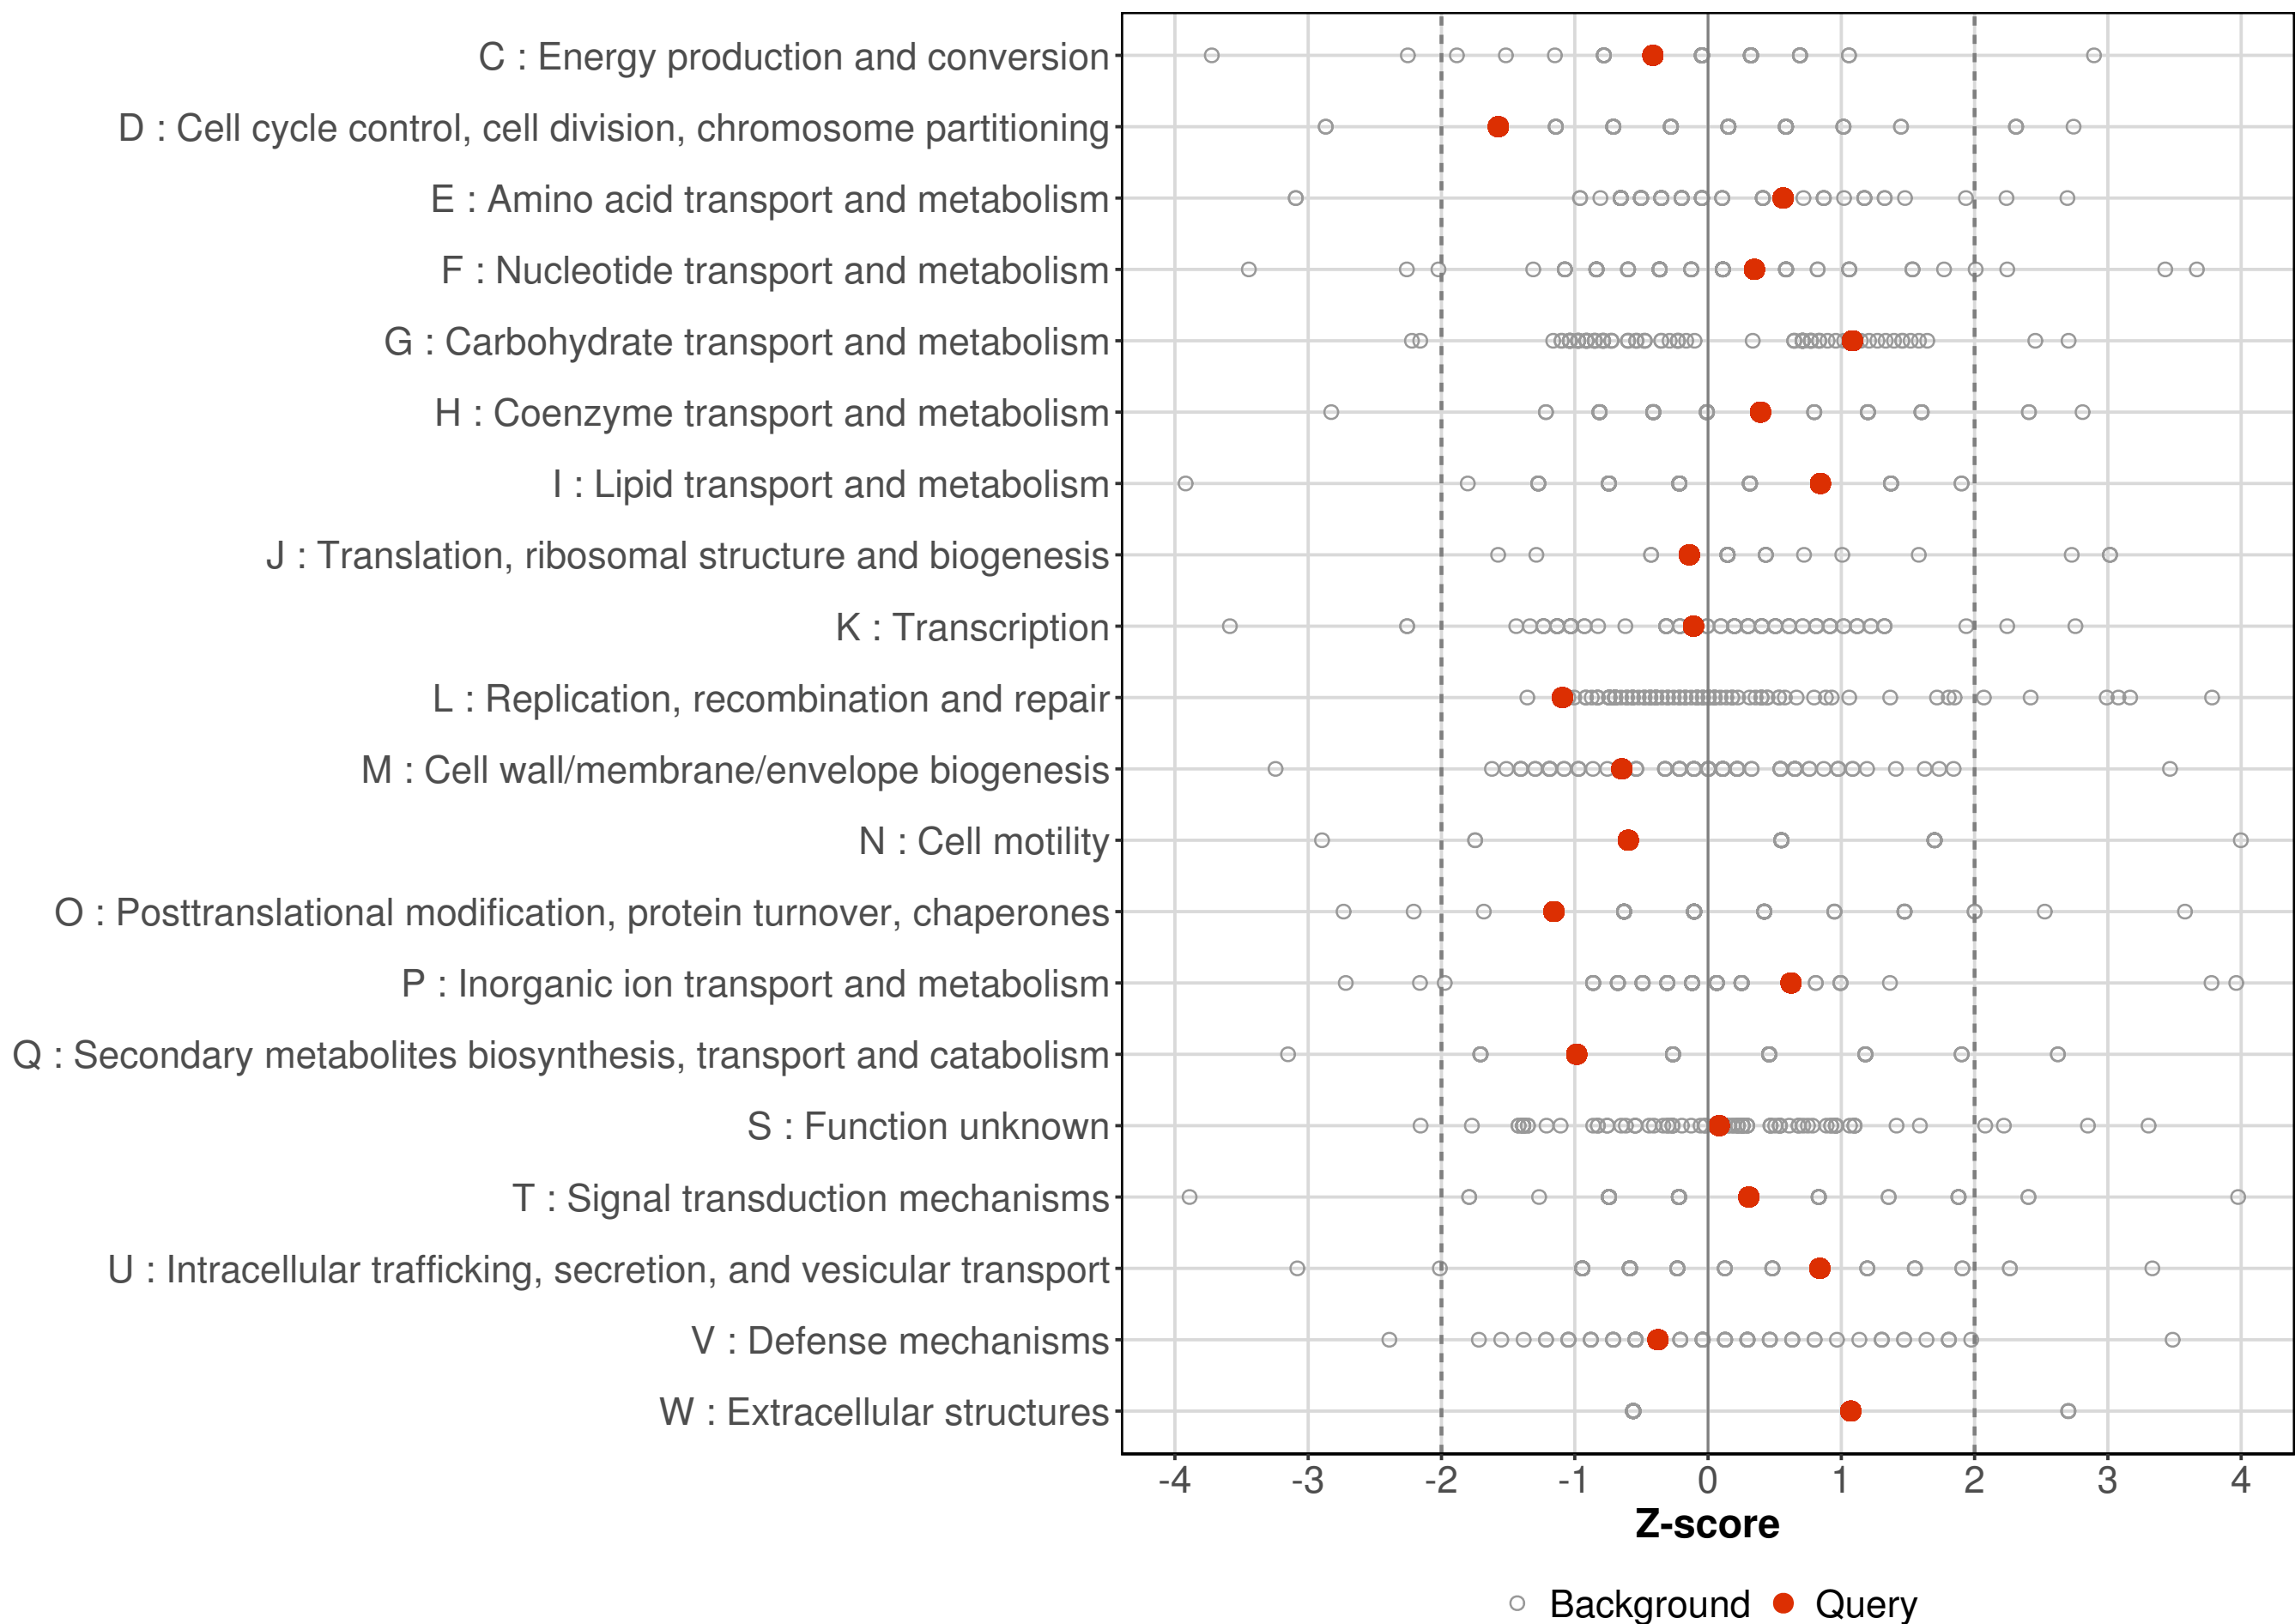 C : Energy production and conversion
D : Cell cycle control, cell division, chromosome partitioning
E : Amino acid transport and metabolism
F : Nucleotide transport and metabolism
G : Carbohydrate transport and metabolism
H : Coenzyme transport and metabolism
I : Lipid transport and metabolism
J : Translation, ribosomal structure and biogenesis
K : Transcription
L : Replication, recombination and repair
M : Cell wall/membrane/envelope biogenesis
N : Cell motility
O : Posttranslational modification, protein turnover, chaperones
P : Inorganic ion transport and metabolism
Q : Secondary metabolites biosynthesis, transport and catabolism
S : Function unknown
T : Signal transduction mechanisms
U : Intracellular trafficking, secretion, and vesicular transport
V : Defense mechanisms
W : Extracellular structures
-4 -3 -2 -1 0 1 2 3 4
Z-score
Background Query